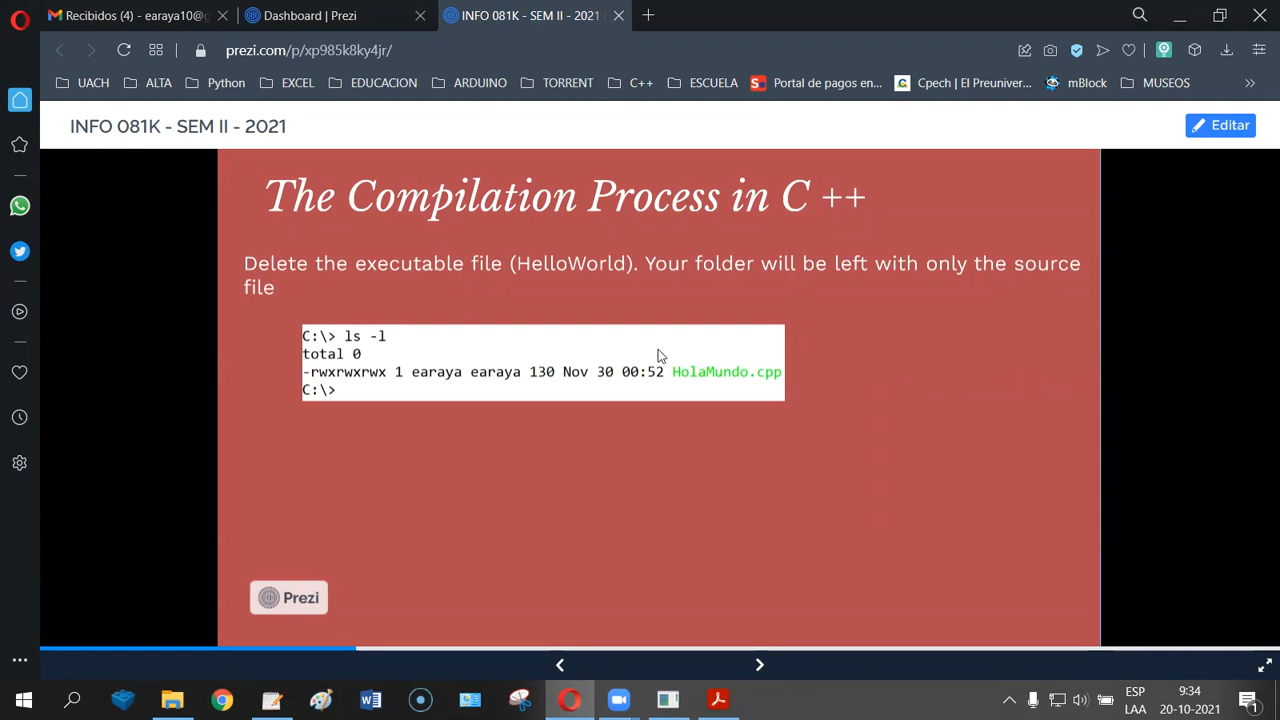 Recibidos (4) - earaya10@g
Dashboard | Prezi
INFO 081K - SEM II - 2021
prezi.com/p/xp985k8ky4jr/
UACH
ALTA
Python
EXCEL
EDUCACION
ARDUINO
TORRENT
C++
ESCUELA
Portal de pagos en...
Cpech | El Preuniver...
mBlock
MUSEOS
INFO 081K - SEM II - 2021
Editar
The Compilation Process in C ++
Delete the executable file (HelloWorld). Your folder will be left with only the source
file
C:\> ls -l
total 0
-rwxrwxrwx 1 earaya earaya 130 Nov 30 00:52 HolaMundo.cpp
C:\>
Prezi
ESP
LAA
9:34
20-10-2021
1